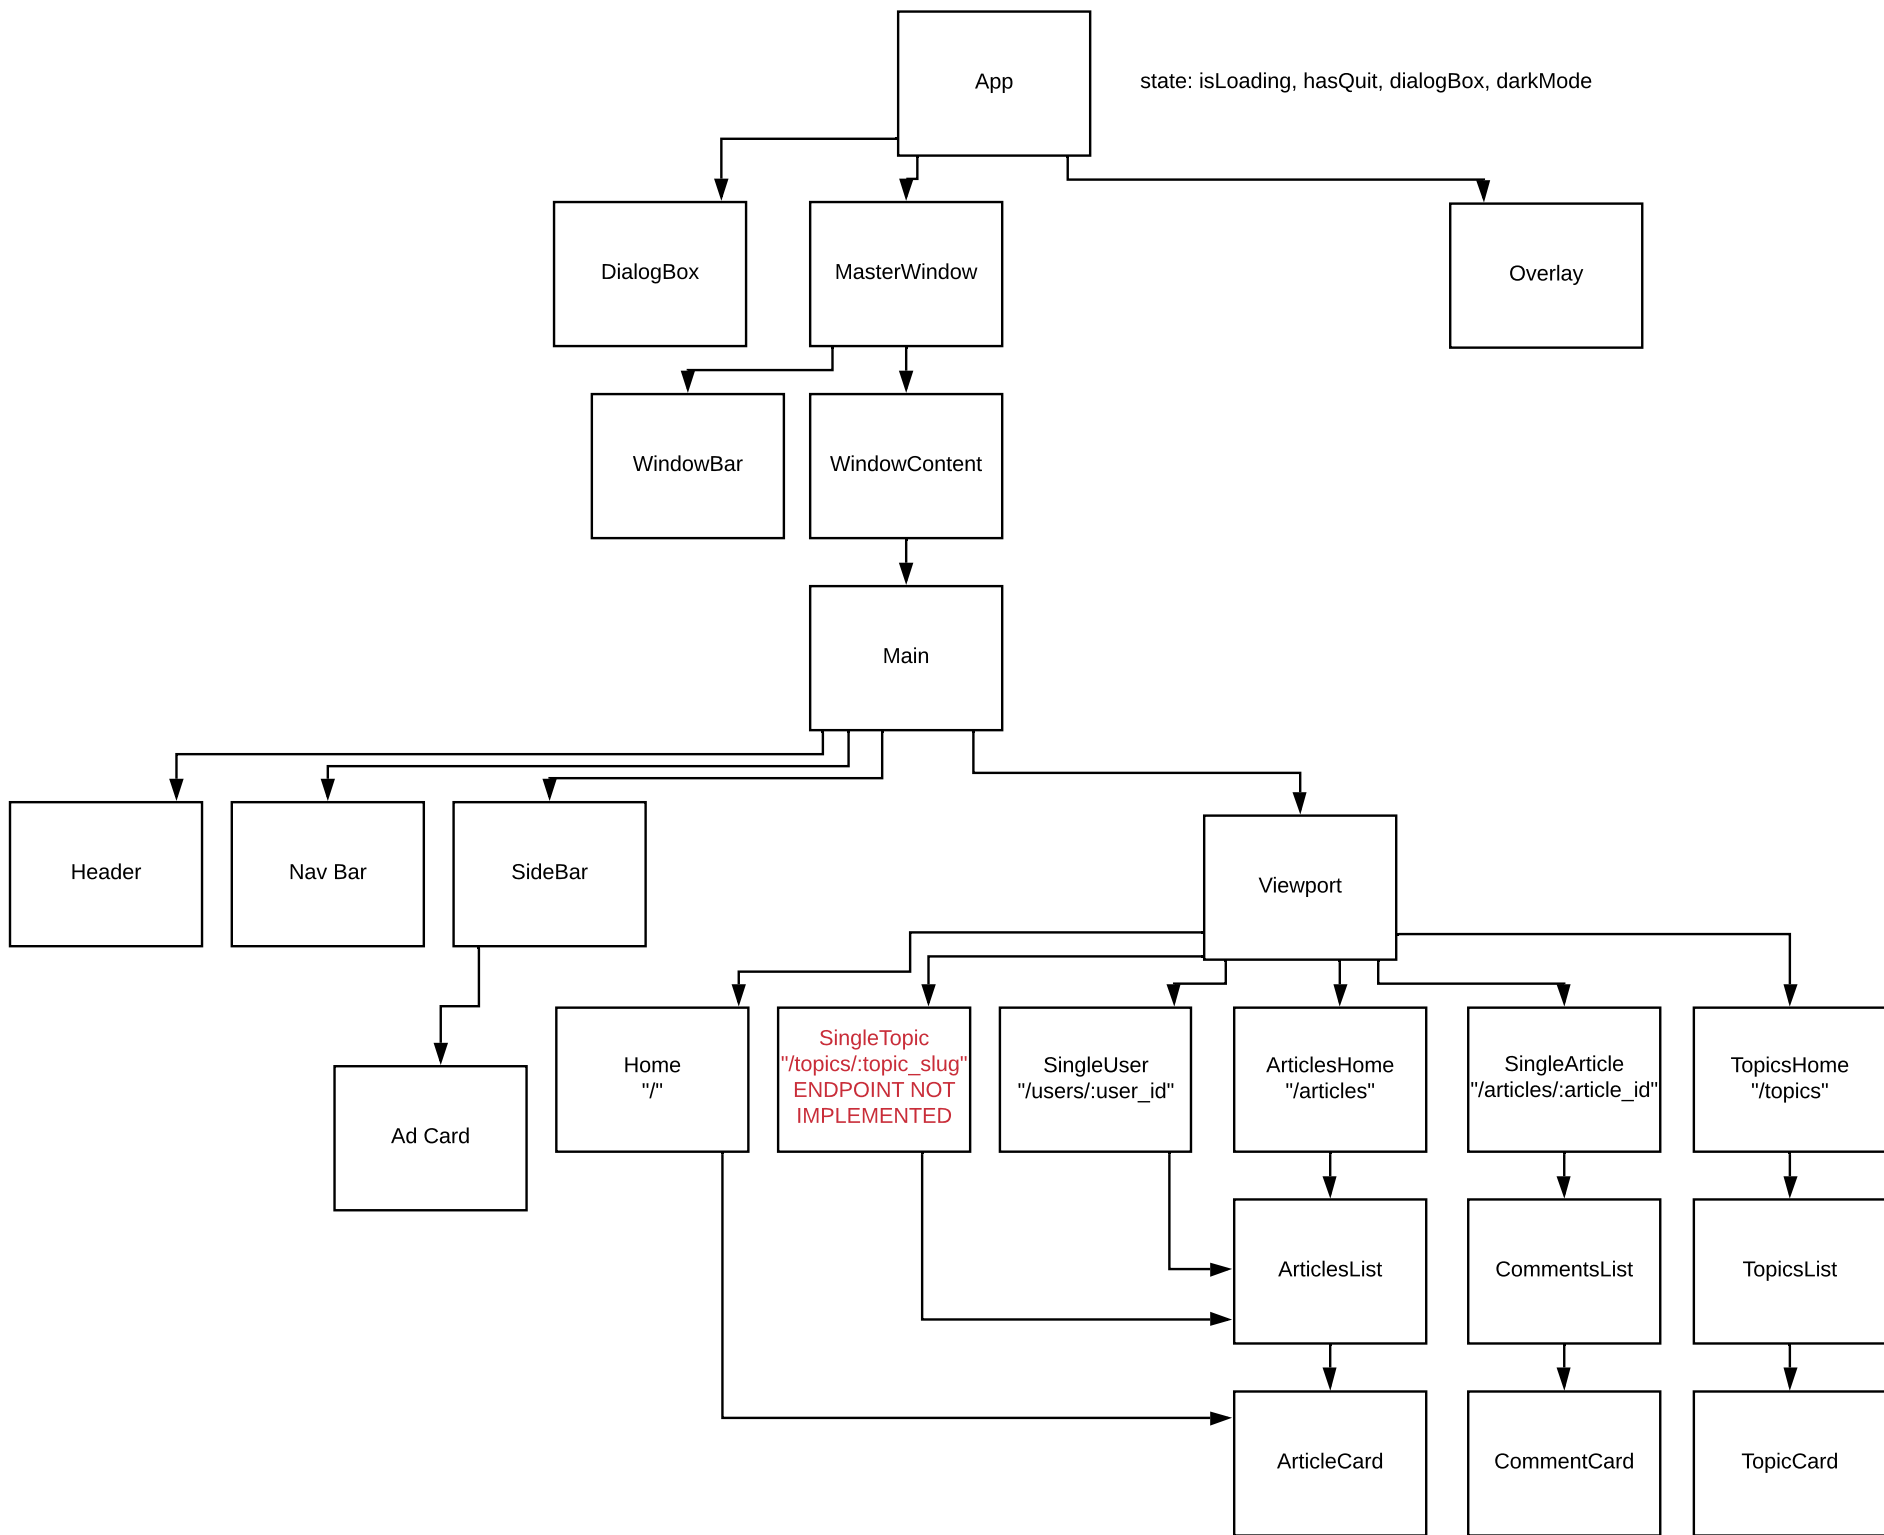 App
state: isLoading, hasQuit, dialogBox, darkMode
DialogBox
MasterWindow
Overlay
WindowBar
WindowContent
Main
Header
Nav Bar
SideBar
Viewport
Ad Card
Home
"/"
SingleTopic
"/topics/:topic_slug"
ENDPOINT NOT
IMPLEMENTED
SingleUser
"/users/:user_id"
ArticlesHome
"/articles"
SingleArticle
"/articles/:article_id"
TopicsHome
"/topics"
ArticlesList
CommentsList
TopicsList
ArticleCard
CommentCard
TopicCard